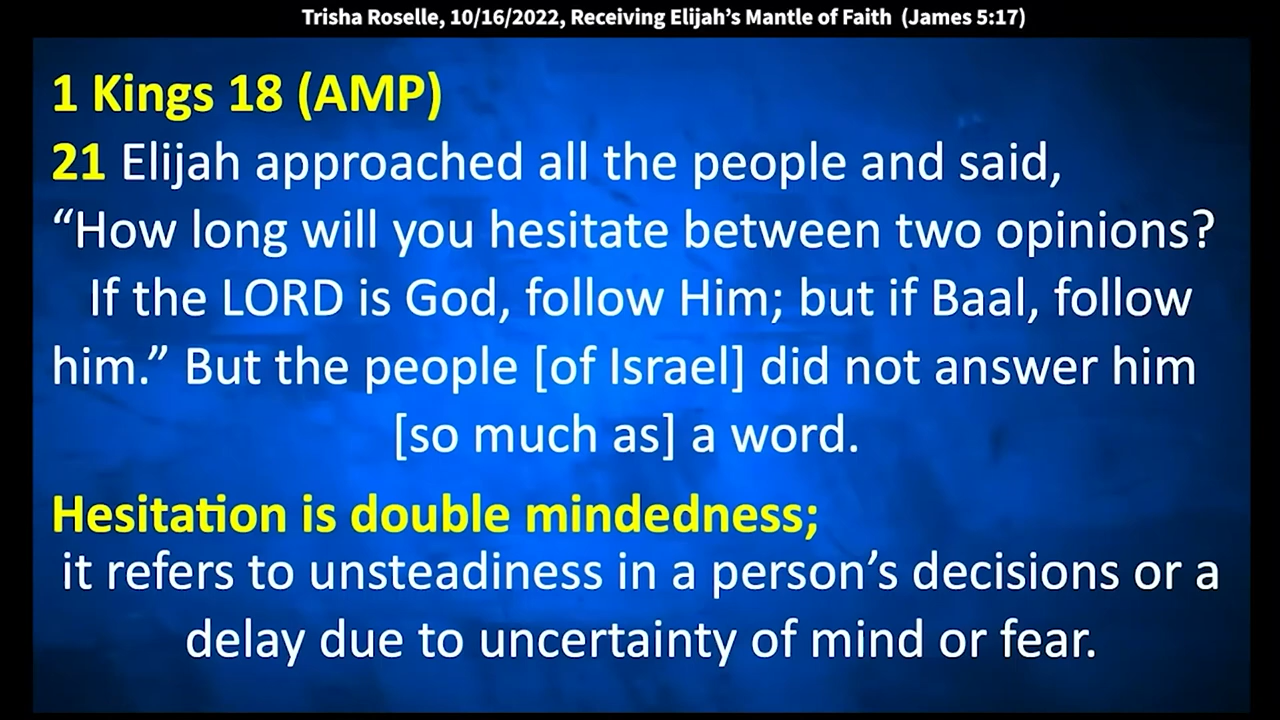 Trisha Roselle, 10/16/2022, Receiving Elijah’s Mantle of Faith (James 5:17)
1 Kings 18 (AMP)
21 Elijah approached all the people and said,
“How long will you hesitate between two opinions?
If the LORD is God, follow Him; but if Baal, follow
him.” But the people [of Israel] did not answer him
[so much as] a word.
Hesitation is double mindedness;
it refers to unsteadiness in a person’s decisions or a
delay due to uncertainty of mind or fear.